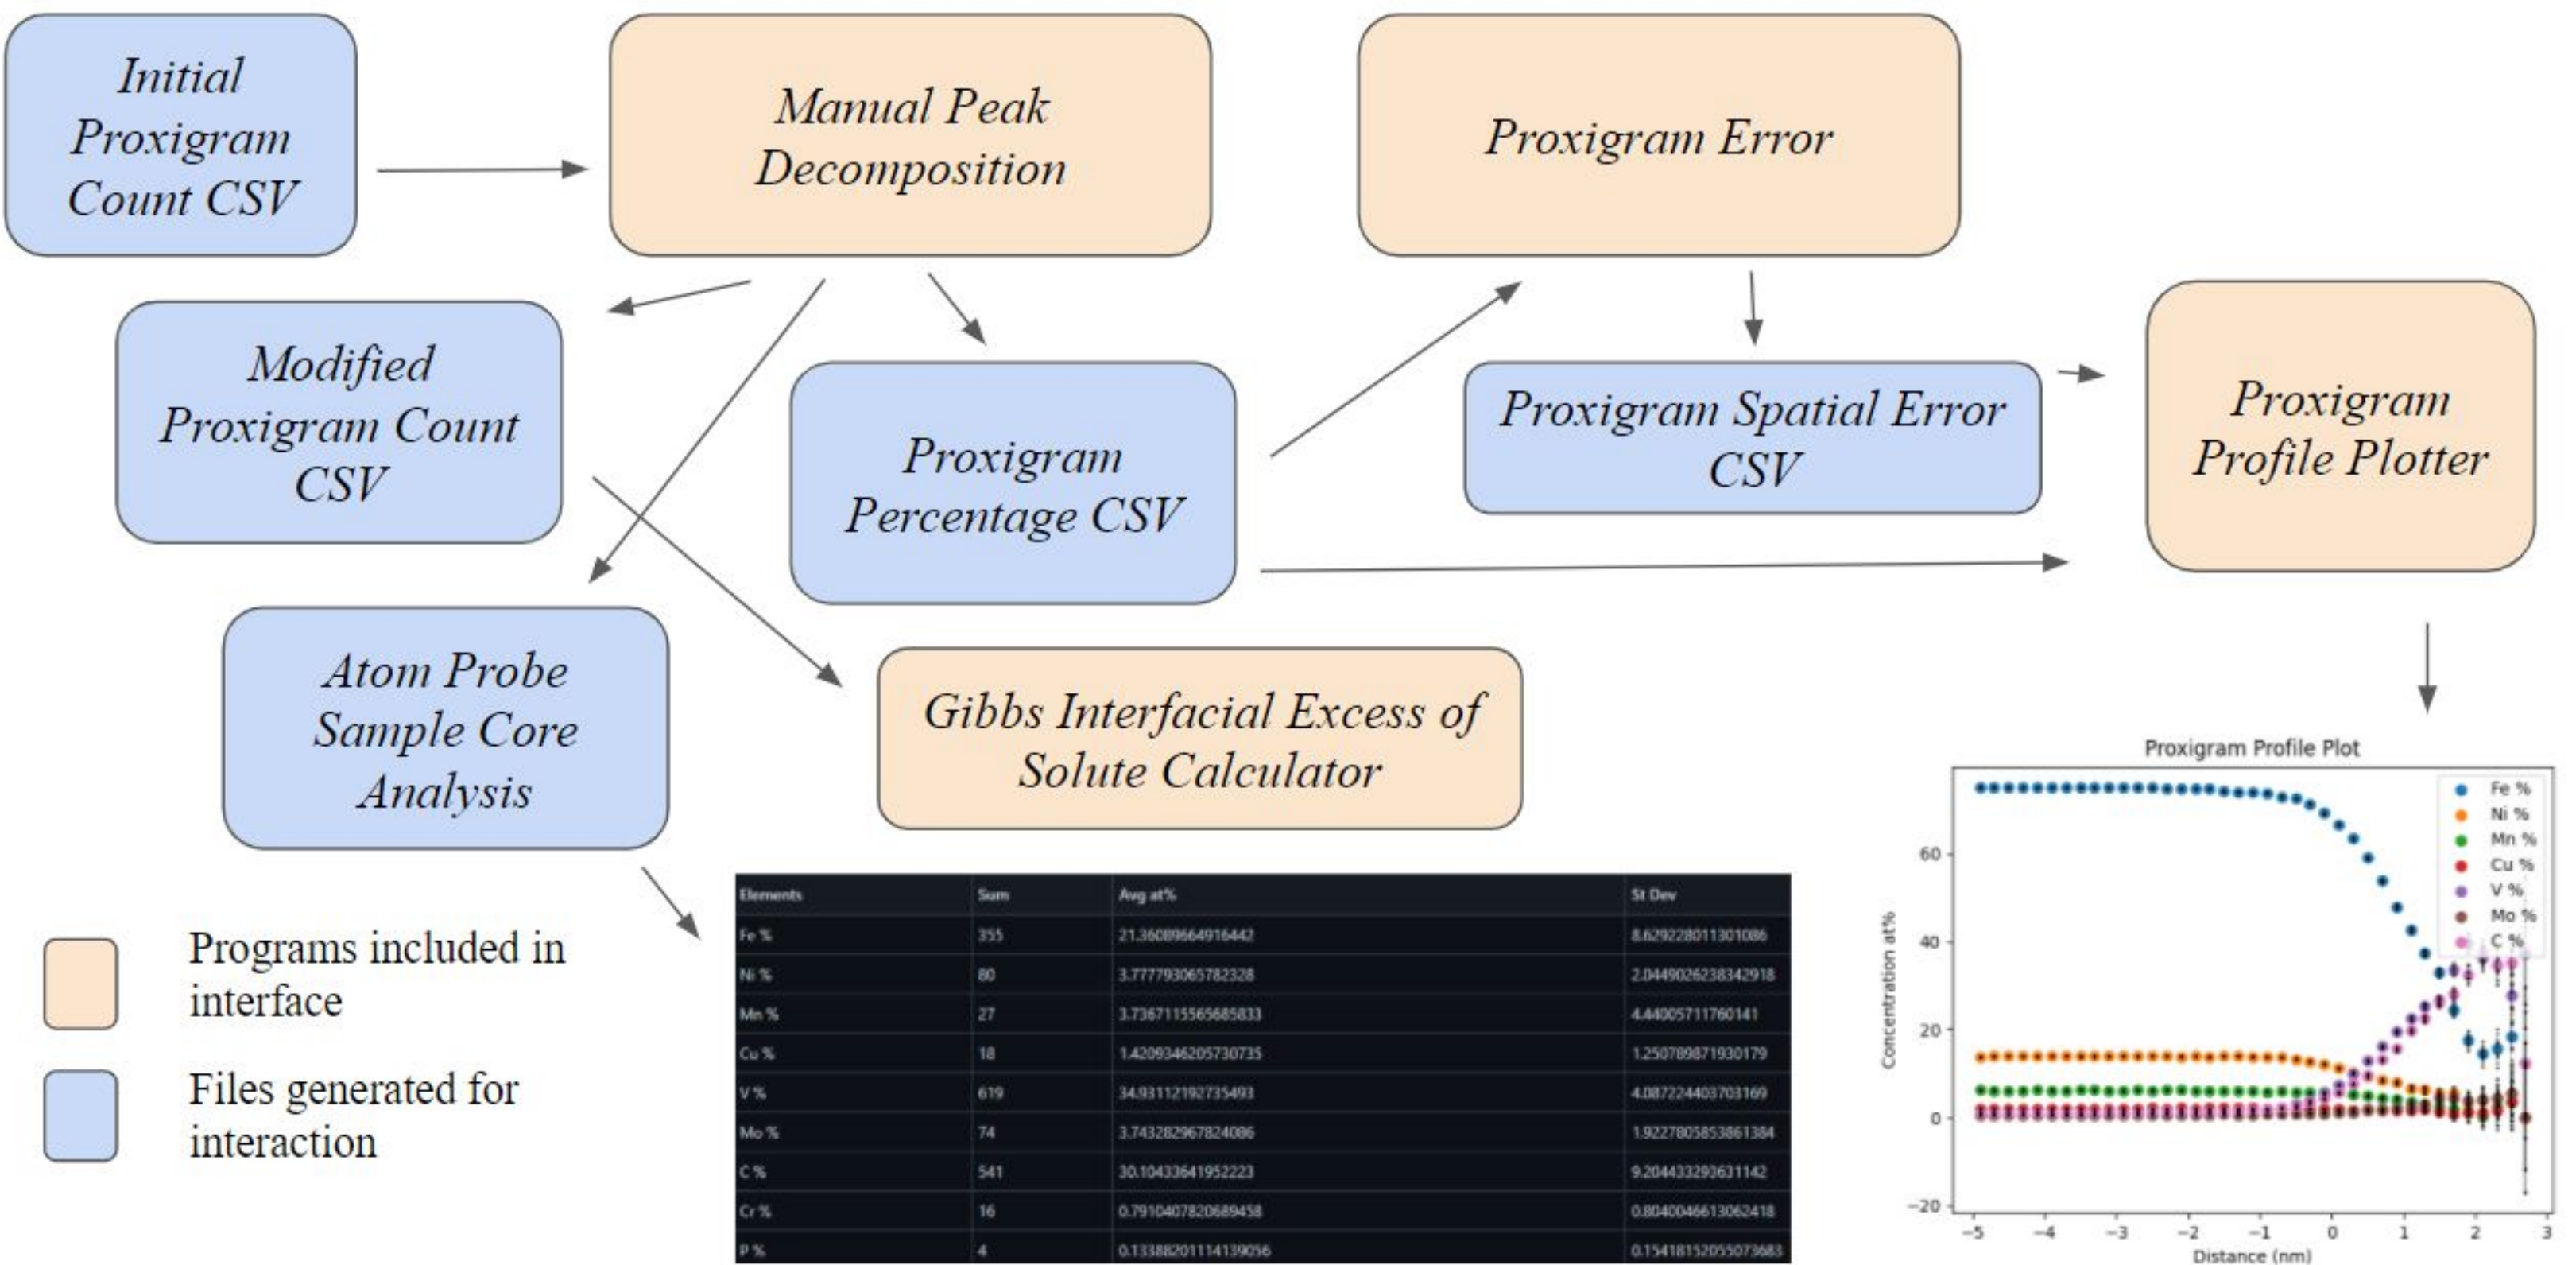 Initial
Proxigram
Count CSV
Manual Peak
Decomposition
Proxigram Error
Modified
Proxigram Count
CSV
Proxigram
Percentage CSV
Proxigram Spatial Error
CSV
Proxigram
Profile Plotter
Atom Probe
Sample Core
Analysis
Gibbs Interfacial Excess of
Solute Calculator
Programs included in
interface
Files generated for
interaction
Elements Sum Avg at% St Dev
Fe % 355 21.36089664916442 8.629228011301086
Ni % 80 3.777793065782328 2.0449026238342918
Mn % 27 3.7367115565685833 4.44005711760141
Cu % 18 1.4209346205730735 1.250789871930179
V % 619 34.93112192735493 4.087224403703169
Mo % 74 3.743282967824086 1.9227805853861384
C % 541 30.10433641952223 9.204433293631142
Cr % 16 0.7910407820689458 0.8040046613062418
P % 4 0.13388201114139056 0.15418152055073683
Proxigram Profile Plot
Fe %
Ni %
Mn %
Cu %
V %
Mo %
C %
Concentration at%
60
40
20
0
−20
−5 −4 −3 −2 −1 0 1 2 3
Distance (nm)